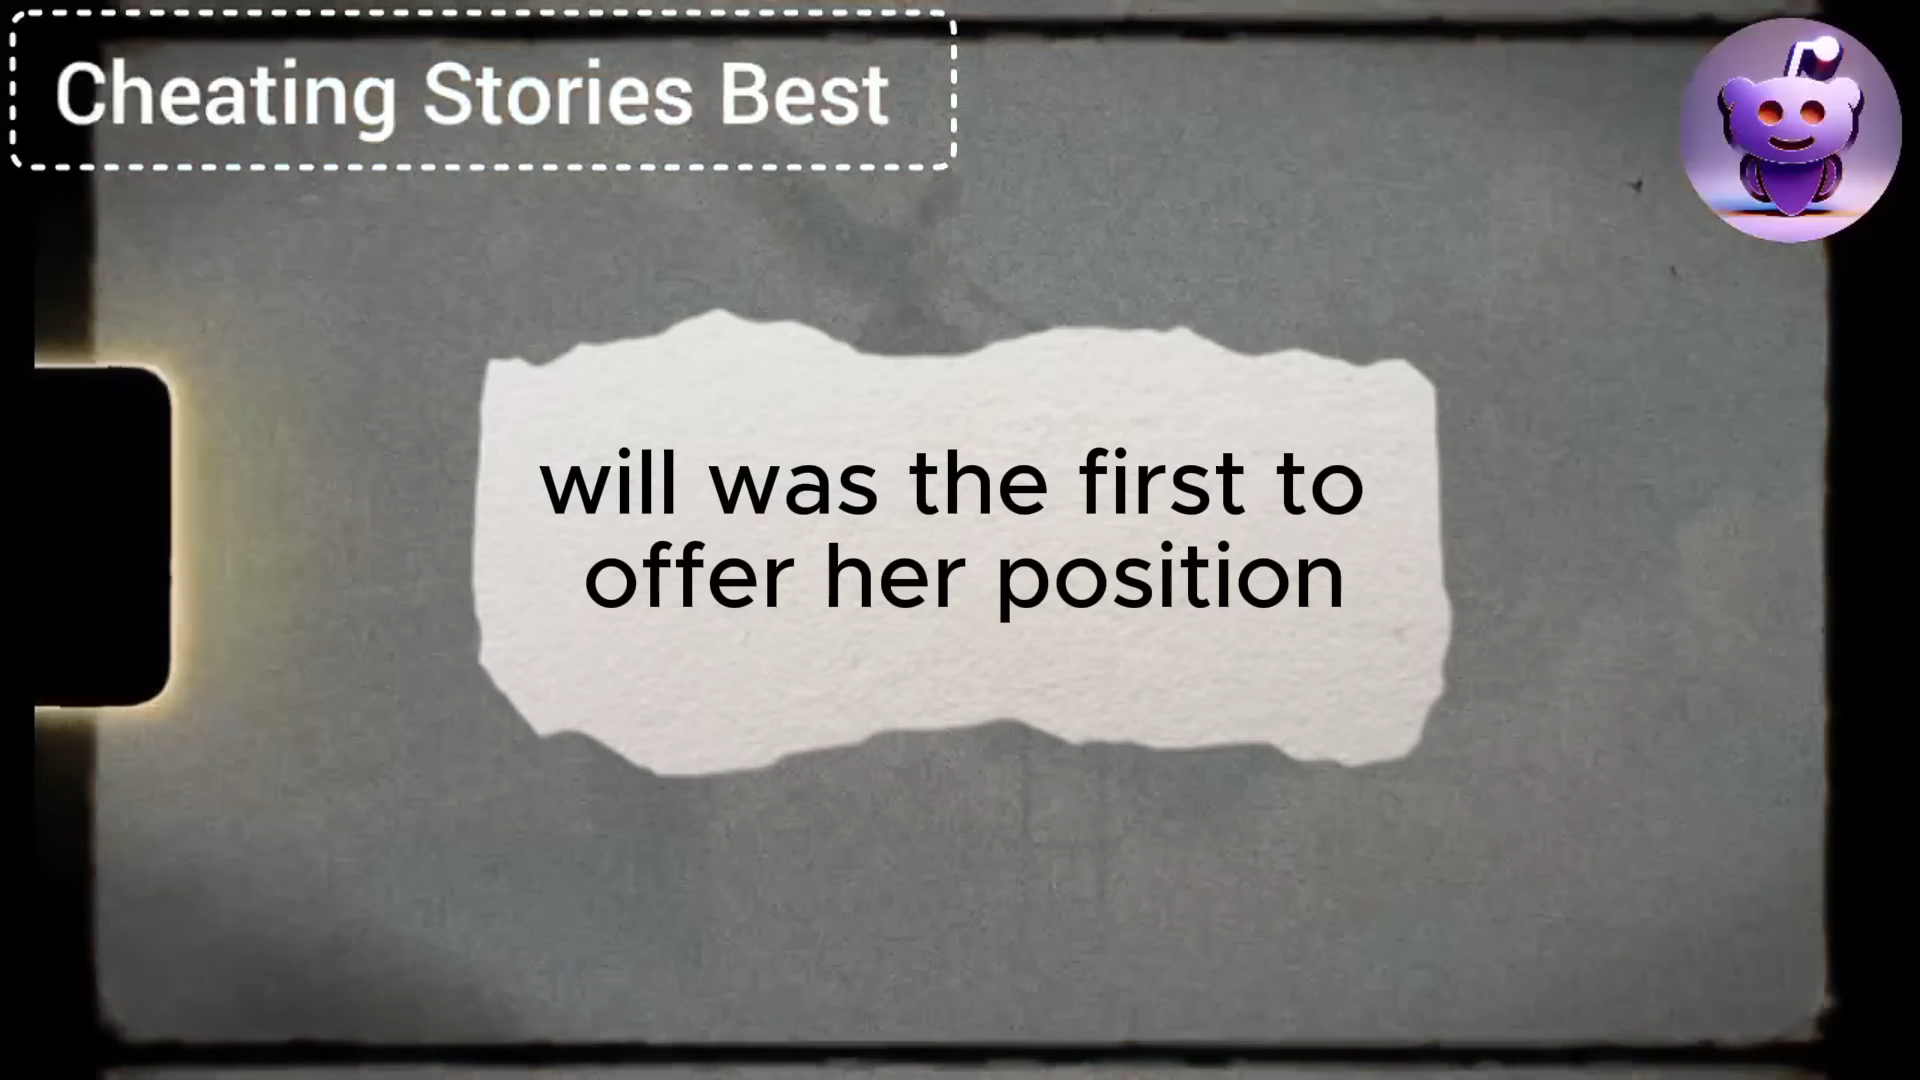 Cheating Stories Best
will was the first to
offer her position